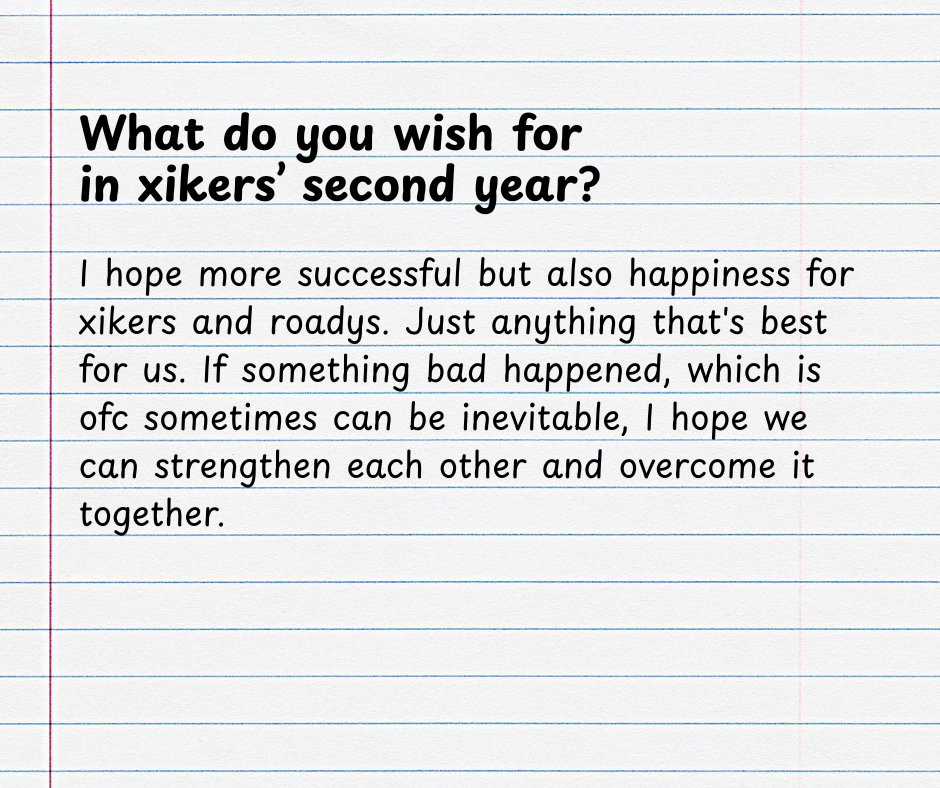 What do you wish for
in xikers’ second year?
I hope more successful but also happiness for
xikers and roadys. Just anything that's best
for us. If something bad happened, which is
ofc sometimes can be inevitable, I hope we
can strengthen each other and overcome it
together.